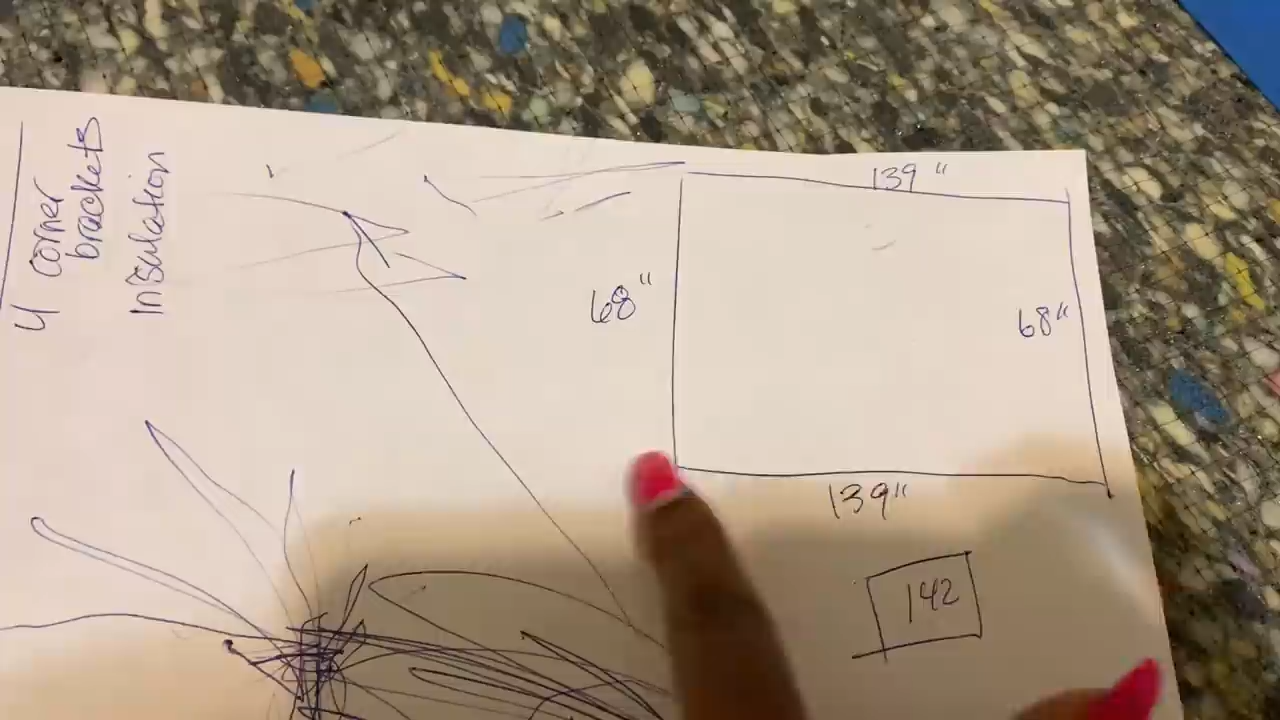 4 corner
brackets
Insulation
139"
68"
68"
139"
142